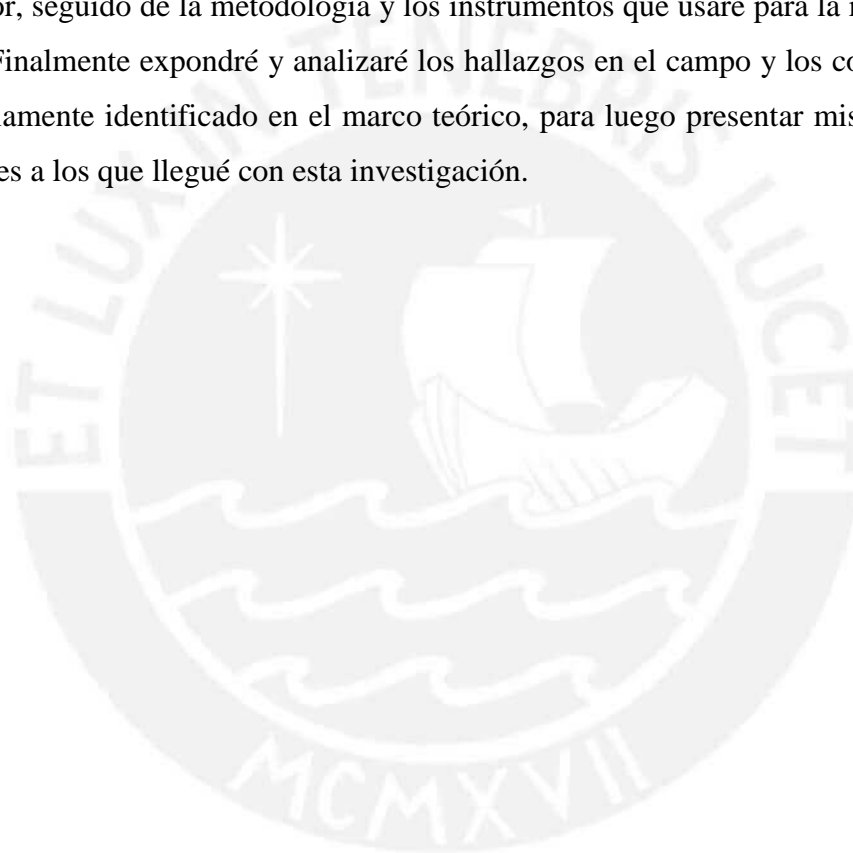 or, seguido de la metodología y los instrumentos que usaré para la
Finalmente expondré y analizaré los hallazgos en el campo y los
iamente identificado en el marco teórico, para luego presentar mis
es a los que llegué con esta investigación.
ET LUX IN TENEBRIS LUCET
MCMXVII